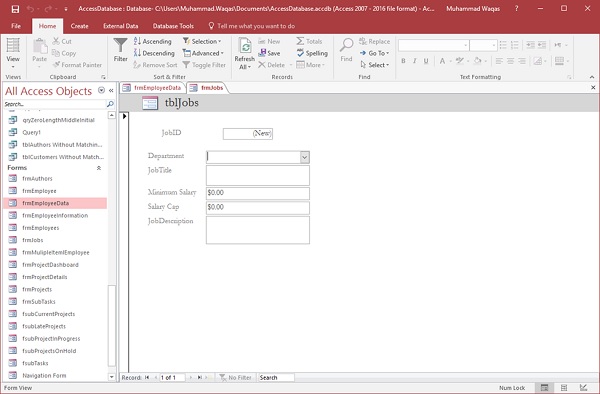 AccessDatabase : Database- C:\Users\Muhammad.Waqas\Documents\AccessDatabase.accdb (Access 2007 - 2016 file format) - Ac...
Muhammad Waqas
File Home Create External Data Database Tools Tell me what you want to do
View
Views
Paste
Cut
Copy
Format Painter
Clipboard
Filter
Ascending
Descending
Remove Sort
Selection
Advanced
Toggle Filter
Sort & Filter
Refresh All
New
Save
Delete
Totals
Spelling
More
Records
Find
Replace
Go To
Select
Find
B I U
Text Formatting
All Access Objects
Search...
qryZeroLengthMiddleInitial
Query1
tblAuthors Without Matchin...
tblCustomers Without Matc...
Forms
frmAuthors
frmEmployee
frmEmployeeData
frmEmployeeInformation
frmEmployees
frmJobs
frmMulipleItemEmployee
frmProjectDashboard
frmProjectDetails
frmProjects
frmSubTasks
fsubCurrentProjects
fsubLateProjects
fsubProjectInProgress
fsubProjectsOnHold
fsubTasks
Navigation Form
frmEmployeeData frmJobs
tblJobs
JobID (New)
Department
JobTitle
Minimum Salary $0.00
Salary Cap $0.00
JobDescription
Record: 1 of 1 No Filter Search
Form View
Num Lock